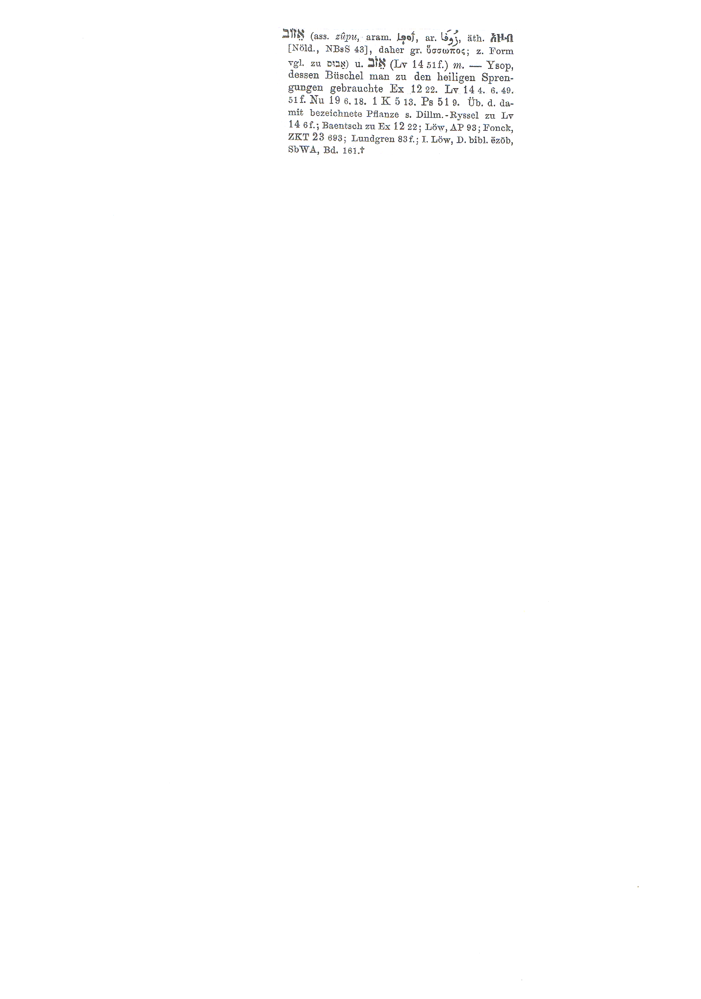 אֵזוֹב (ass. zûpu, aram. ܙܘܦܐ, ar. زُوفَا, äth. አዞብ
[Nöld., NBsS 43], daher gr. ὕσσωπος; z. Form
vgl. zu אֵבוּס) u. אֵזֹב (Lv 14 51f.) m. — Ysop,
dessen Büschel man zu den heiligen Spren-
gungen gebrauchte Ex 12 22. Lv 14 4. 6. 49.
51f. Nu 19 6. 18. 1 K 5 13. Ps 51 9. Üb. d. da-
mit bezeichnete Pflanze s. Dillm.-Ryssel zu Lv
14 6f.; Baentsch zu Ex 12 22; Löw, AP 93; Fonck,
ZKT 23 693; Lundgren 83f.; I. Löw, D. bibl. ēzōb,
SbWA, Bd. 161.†